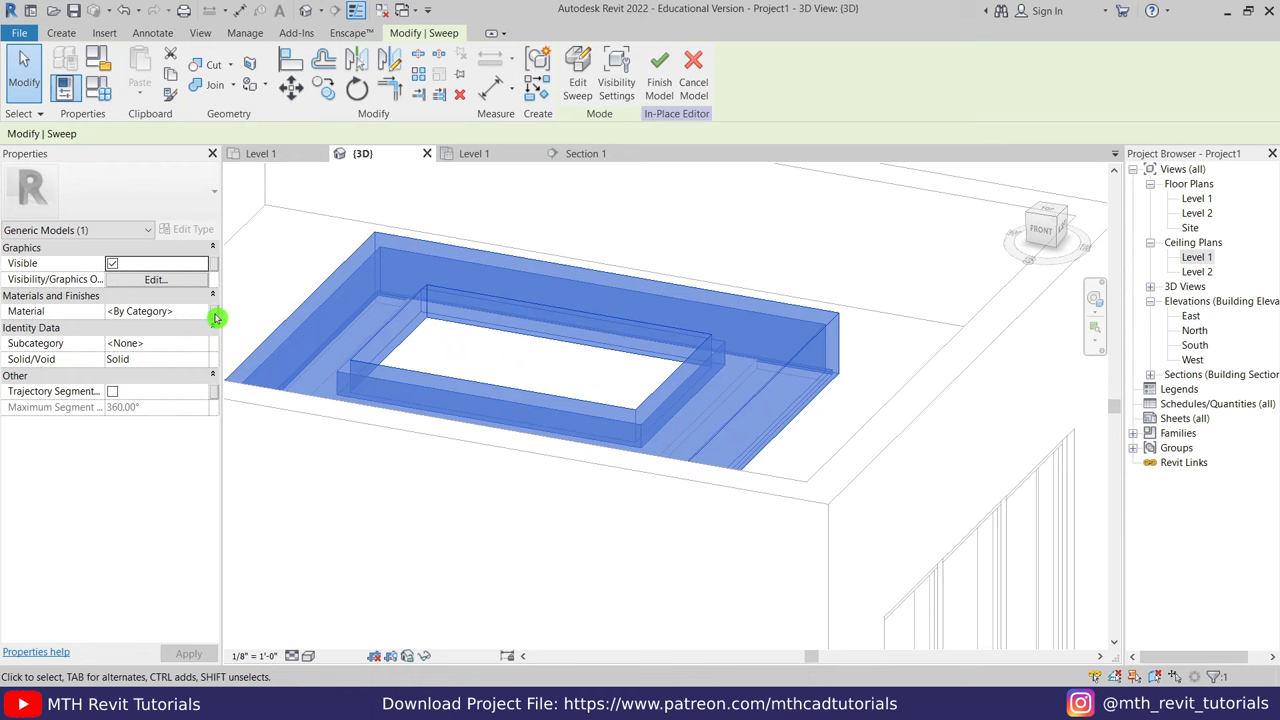 Autodesk Revit 2022 - Educational Version - Project1 - 3D View: {3D}
Sign In
File Create Insert Annotate View Manage Add-Ins Enscape™ Modify | Sweep
Modify Paste Cut Join Edit Sweep Visibility Settings Finish Model Cancel Model
Select Properties Clipboard Geometry Modify Measure Create Mode In-Place Editor
Modify | Sweep
Properties
Level 1 {3D} Level 1 Section 1
Project Browser - Project1
R
Generic Models (1) Edit Type
Graphics
Visible
Visibility/Graphics O... Edit...
Materials and Finishes
Material <By Category>
Identity Data
Subcategory <None>
Solid/Void Solid
Other
Trajectory Segment...
Maximum Segment ... 360.00°
Properties help Apply
TOP
FRONT
Views (all)
Floor Plans
Level 1
Level 2
Site
Ceiling Plans
Level 1
Level 2
3D Views
Elevations (Building Eleva
East
North
South
West
Sections (Building Section
Legends
Schedules/Quantities (all)
Sheets (all)
Families
Groups
Revit Links
1/8" = 1'-0"
Click to select, TAB for alternates, CTRL adds, SHIFT unselects.
:1
MTH Revit Tutorials Download Project File: https://www.patreon.com/mthcadtutorials @mth_revit_tutorials